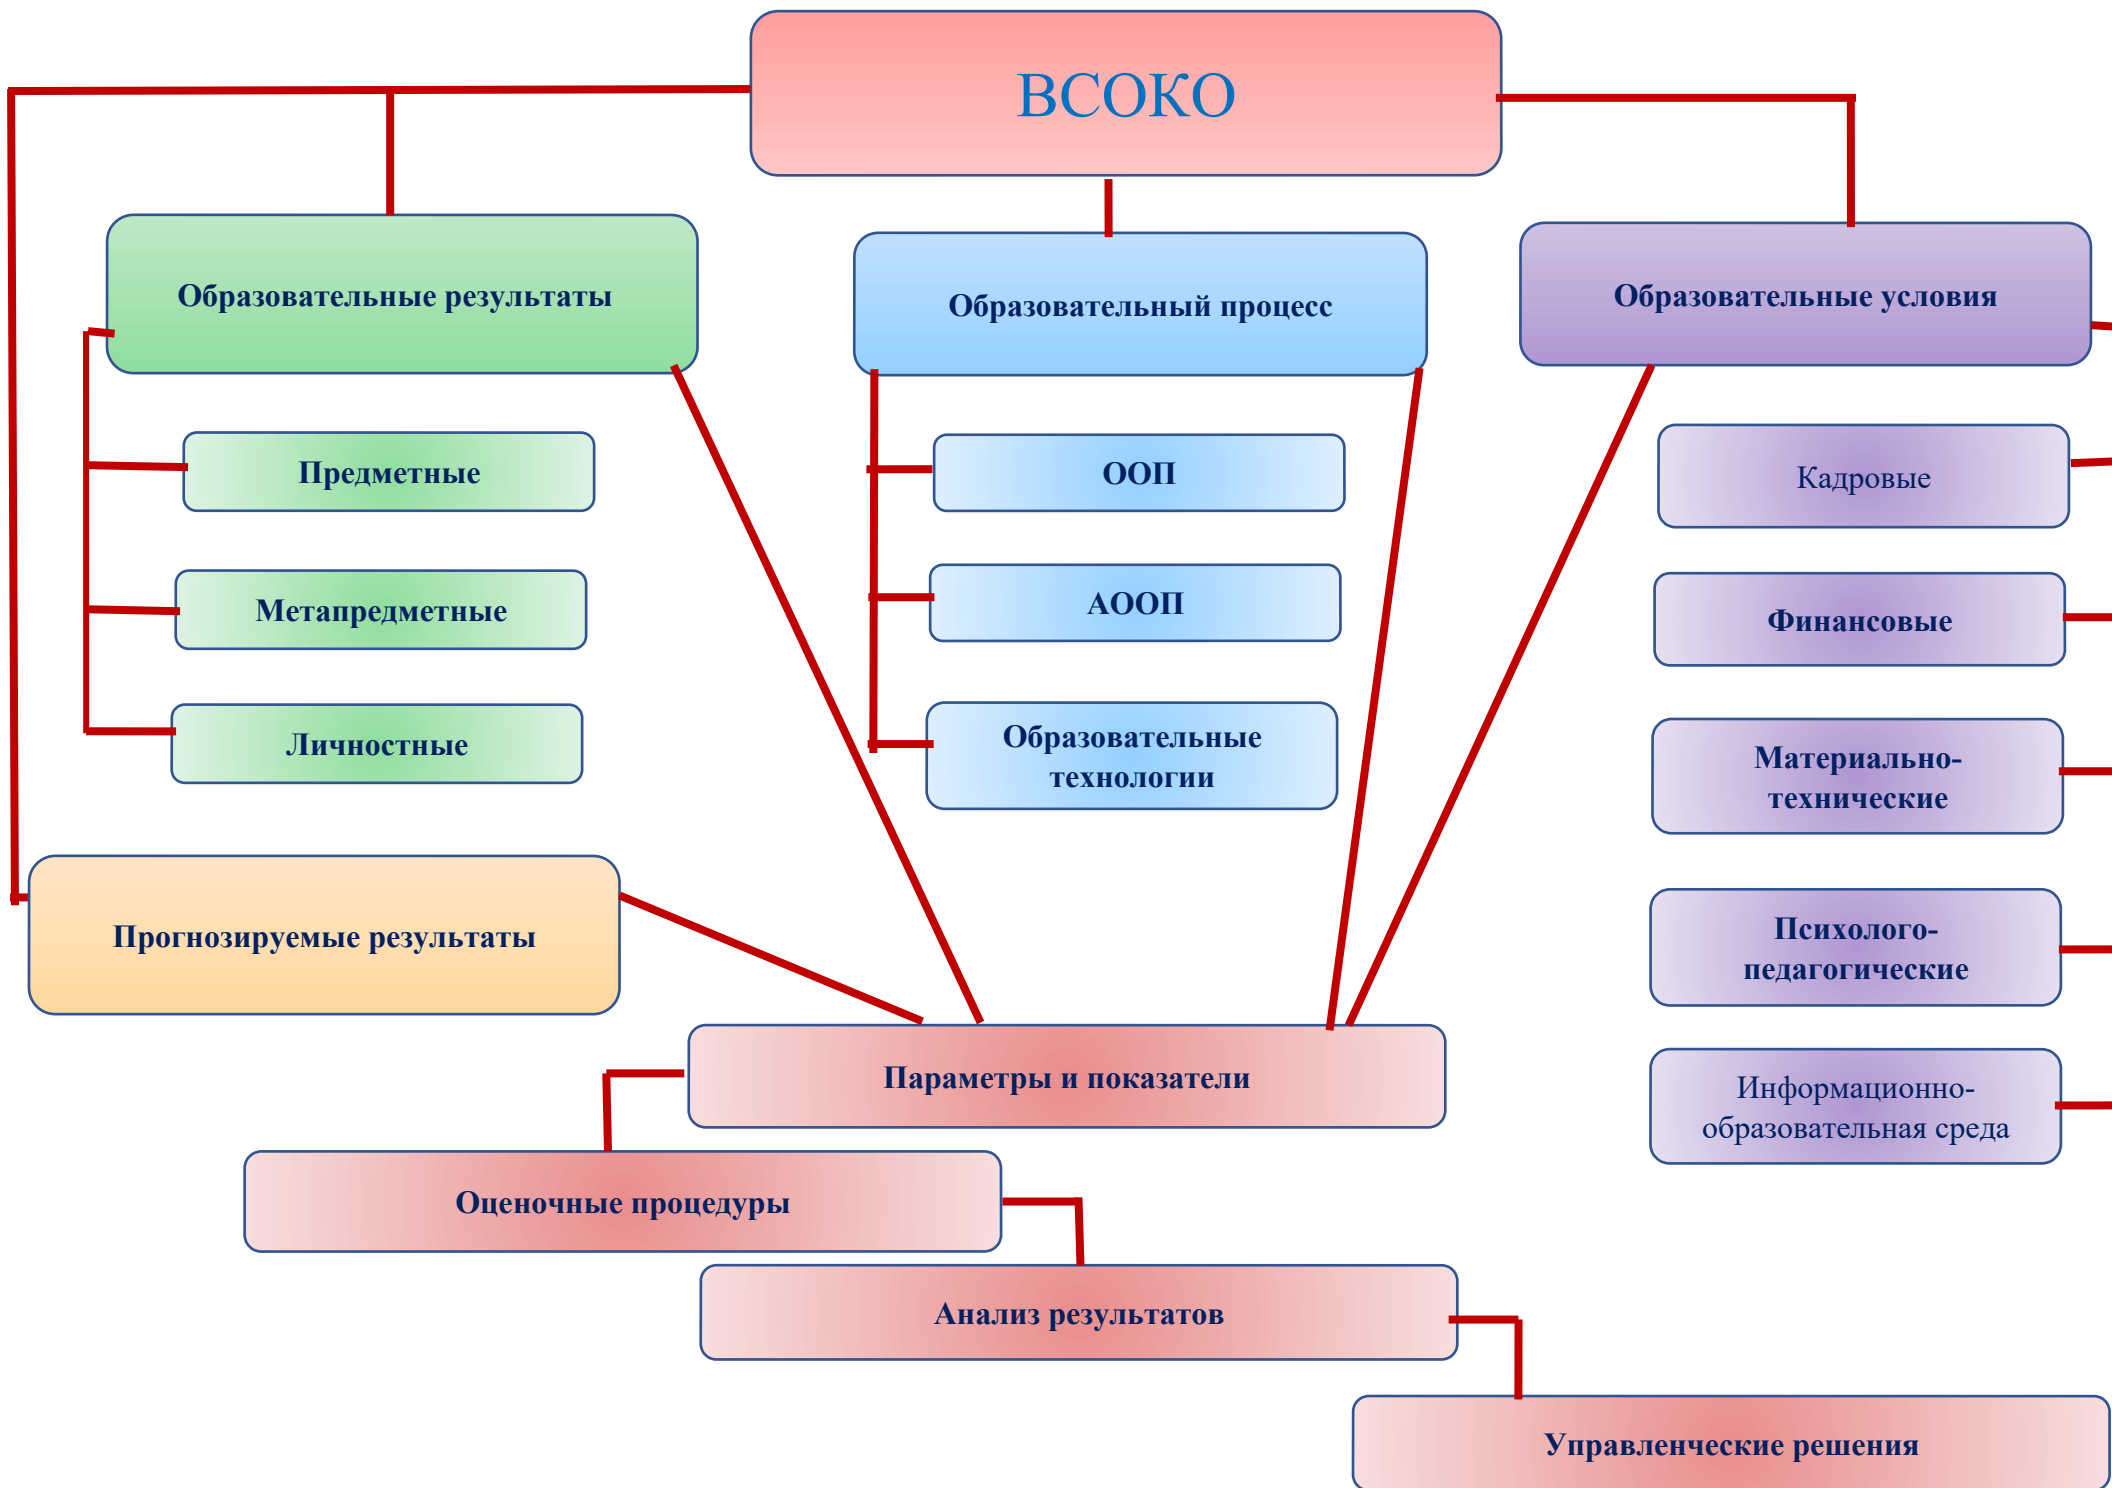 ВСОКО
Образовательные результаты
Образовательный процесс
Образовательные условия
Предметные
Метапредметные
Личностные
ООП
АООП
Образовательные
технологии
Кадровые
Финансовые
Материально-
технические
Психолого-
педагогические
Информационно-
образовательная среда
Прогнозируемые результаты
Параметры и показатели
Оценочные процедуры
Анализ результатов
Управленческие решения